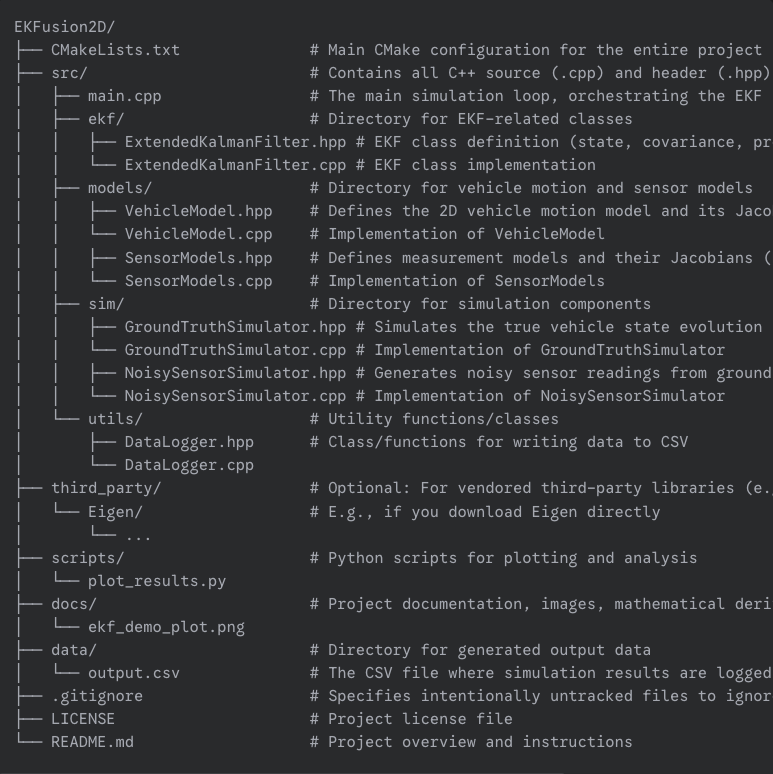 EKFusion2D/
├── CMakeLists.txt              # Main CMake configuration for the entire project
├── src/                        # Contains all C++ source (.cpp) and header (.hpp)
│   ├── main.cpp                # The main simulation loop, orchestrating the EKF
│   ├── ekf/                    # Directory for EKF-related classes
│   │   ├── ExtendedKalmanFilter.hpp # EKF class definition (state, covariance, pr
│   │   └── ExtendedKalmanFilter.cpp # EKF class implementation
│   ├── models/                 # Directory for vehicle motion and sensor models
│   │   ├── VehicleModel.hpp    # Defines the 2D vehicle motion model and its Jaco
│   │   └── VehicleModel.cpp    # Implementation of VehicleModel
│   │   ├── SensorModels.hpp    # Defines measurement models and their Jacobians (
│   │   └── SensorModels.cpp    # Implementation of SensorModels
│   ├── sim/                    # Directory for simulation components
│   │   ├── GroundTruthSimulator.hpp # Simulates the true vehicle state evolution
│   │   └── GroundTruthSimulator.cpp # Implementation of GroundTruthSimulator
│   │   ├── NoisySensorSimulator.hpp # Generates noisy sensor readings from ground
│   │   └── NoisySensorSimulator.cpp # Implementation of NoisySensorSimulator
│   └── utils/                  # Utility functions/classes
│       ├── DataLogger.hpp      # Class/functions for writing data to CSV
│       └── DataLogger.cpp
├── third_party/                # Optional: For vendored third-party libraries (e.
│   └── Eigen/                  # E.g., if you download Eigen directly
│       └── ...
├── scripts/                    # Python scripts for plotting and analysis
│   └── plot_results.py
├── docs/                       # Project documentation, images, mathematical deri
│   └── ekf_demo_plot.png
├── data/                       # Directory for generated output data
│   └── output.csv              # The CSV file where simulation results are logged
├── .gitignore                  # Specifies intentionally untracked files to ignor
├── LICENSE                     # Project license file
└── README.md                   # Project overview and instructions